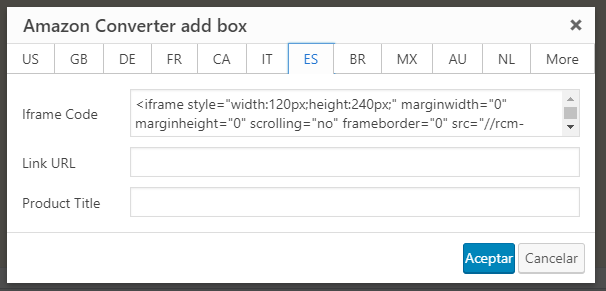 Amazon Converter add box ×
US GB DE FR CA IT ES BR MX AU NL More
Iframe Code
<iframe style="width:120px;height:240px;" marginwidth="0"
marginheight="0" scrolling="no" frameborder="0" src="//rcm-
Link URL
Product Title
Aceptar Cancelar